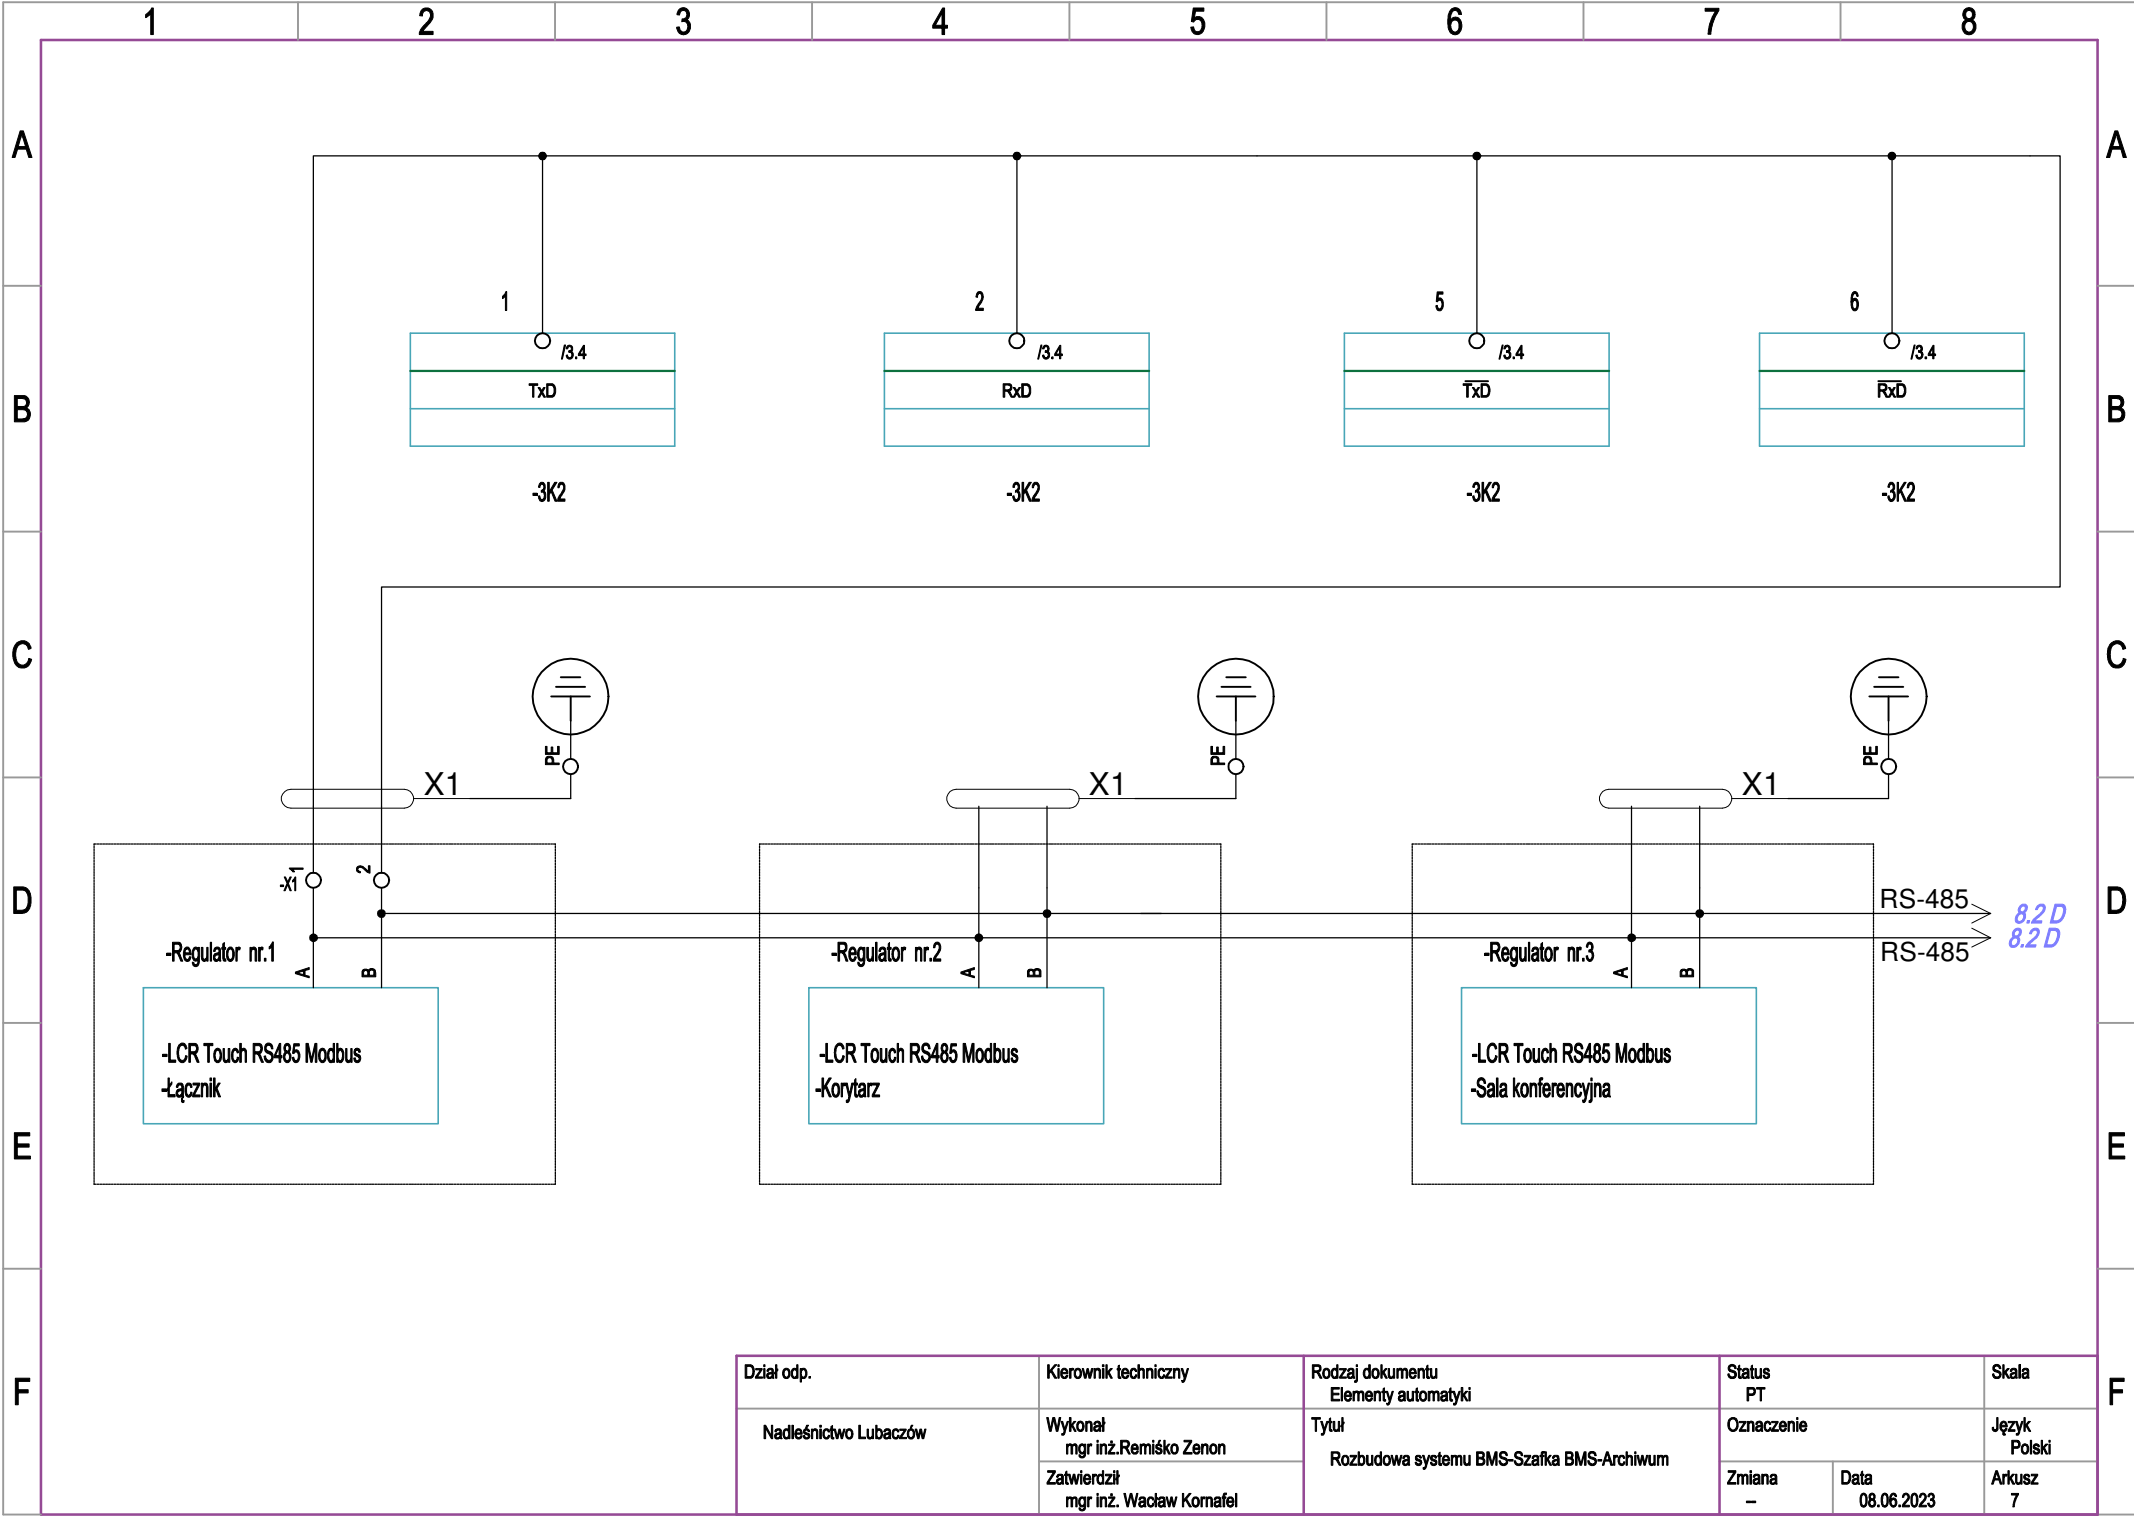 1 2 3 4 5 6 7 8
A A
1 2 5 6
/3.4 /3.4 /3.4 /3.4
TxD RxD T̅x̅D̅ R̅x̅D̅
B B
-3K2 -3K2 -3K2 -3K2
C C
PE PE PE
X1 X1 X1
-X1 1 2
D D
RS-485 8.2 D
RS-485 8.2 D
-Regulator nr.1 -Regulator nr.2 -Regulator nr.3
A B A B A B
-LCR Touch RS485 Modbus
-Łącznik
-LCR Touch RS485 Modbus
-Korytarz
-LCR Touch RS485 Modbus
-Sala konferencyjna
E E
F F
Dział odp.
Nadleśnictwo Lubaczów
Kierownik techniczny
Wykonał
mgr inż.Remiśko Zenon
Zatwierdził
mgr inż. Wacław Kornafel
Rodzaj dokumentu
Elementy automatyki
Tytuł
Rozbudowa systemu BMS-Szafka BMS-Archiwum
Status
PT
Skala
Oznaczenie
Język
Polski
Zmiana
–
Data
08.06.2023
Arkusz
7